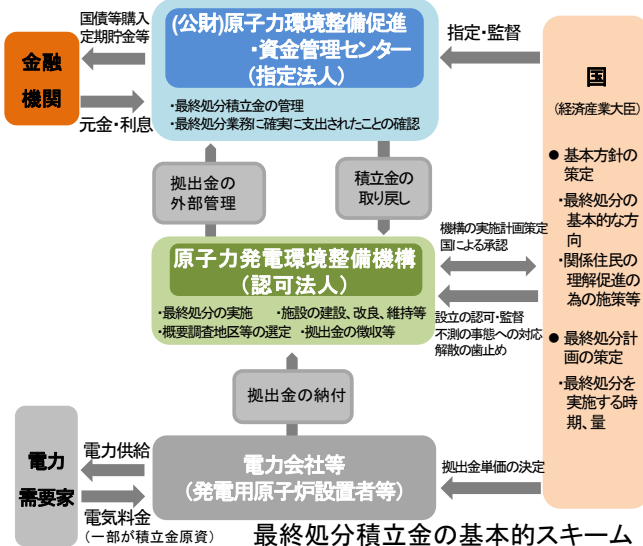 国債等購入
定期貯金等
金融
機関
元金・利息
(公財)原子力環境整備促進
・資金管理センター
(指定法人)
・最終処分積立金の管理
・最終処分業務に確実に支出されたことの確認
指定・監督
国
(経済産業大臣)
● 基本方針の
策定
・最終処分の
基本的な方
向
・関係住民の
理解促進の
為の施策等
● 最終処分計
画の策定
・最終処分を
実施する時
期、量
拠出金の
外部管理
積立金の
取り戻し
原子力発電環境整備機構
(認可法人)
・最終処分の実施 ・施設の建設、改良、維持等
・概要調査地区等の選定 ・拠出金の徴収等
機構の実施計画策定
国による承認
設立の認可・監督
不測の事態への対応
解散の歯止め
拠出金の納付
電力
需要家
電力供給
電気料金
(一部が積立金原資)
電力会社等
(発電用原子炉設置者等)
拠出金単価の決定
最終処分積立金の基本的スキーム